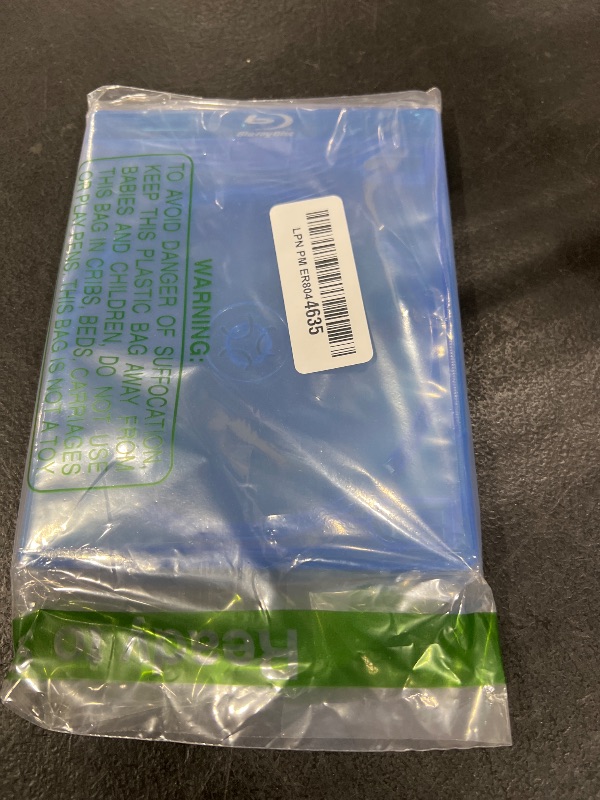 Blu-ray Disc
LPN PM ER8044635
WARNING:
TO AVOID DANGER OF SUFFOCATION,
KEEP THIS PLASTIC BAG AWAY FROM
BABIES AND CHILDREN. DO NOT USE
THIS BAG IN CRIBS, BEDS, CARRIAGES
OR PLAY PENS. THIS BAG IS NOT A TOY
Ready to